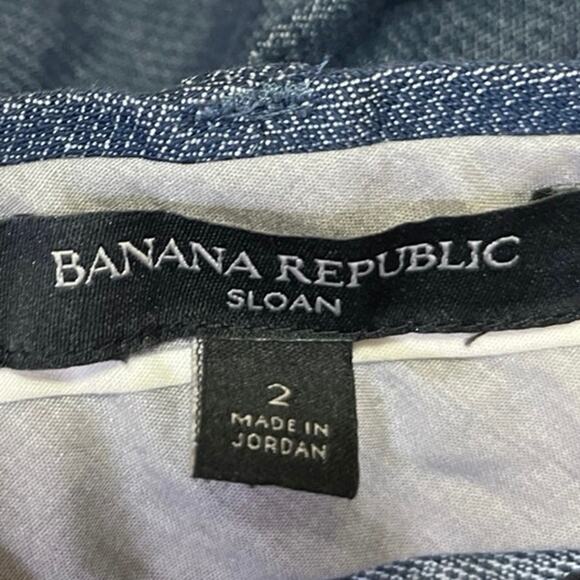 BANANA REPUBLIC
SLOAN
2
MADE IN
JORDAN